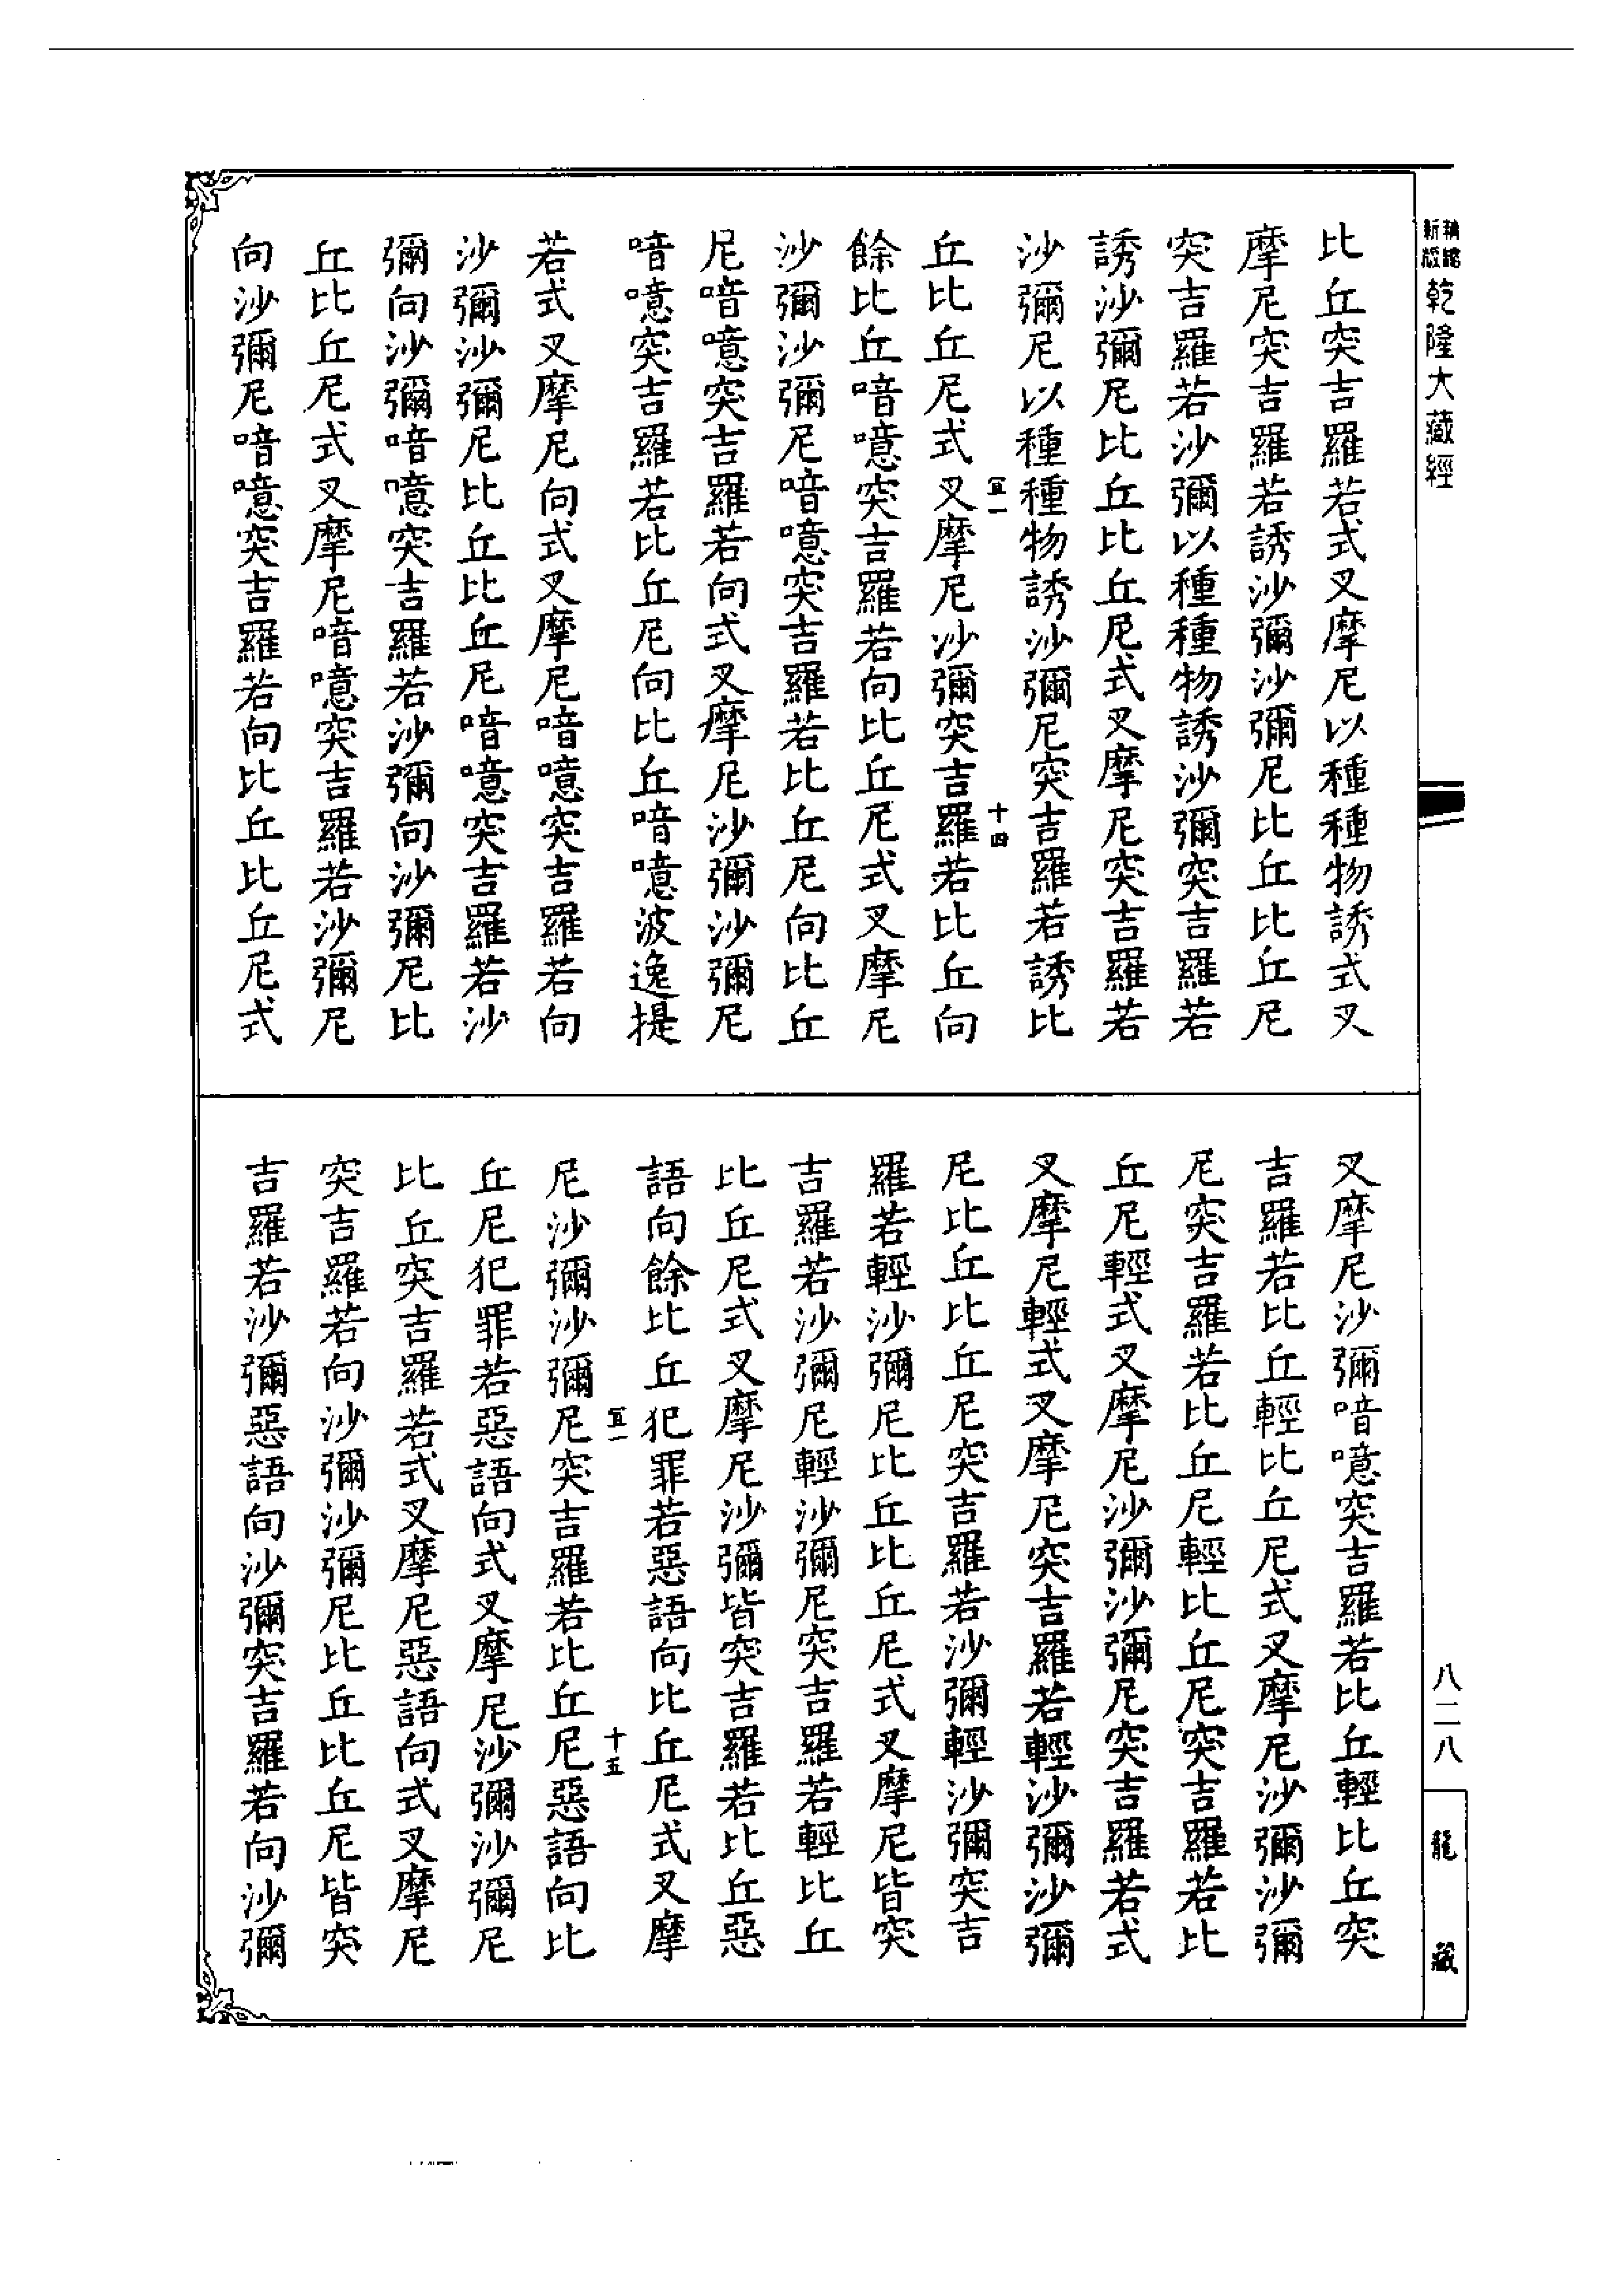 新版
乾隆大藏經
比丘突吉羅若式叉摩尼以種種物誘式叉
摩尼突吉羅若誘沙彌沙彌尼比丘比丘尼
突吉羅若沙彌以種種物誘沙彌突吉羅若
誘沙彌尼比丘比丘尼式叉摩尼突吉羅若
沙彌尼以種種物誘沙彌尼突吉羅若誘比
丘比丘尼式叉摩尼沙彌突吉羅若比丘向
餘比丘喑噫突吉羅若向比丘尼式叉摩尼
沙彌沙彌尼喑噫突吉羅若比丘尼向比丘
尼喑噫突吉羅若向式叉摩尼沙彌沙彌尼
喑噫突吉羅若比丘尼向比丘喑噫波逸提
若式叉摩尼向式叉摩尼喑噫突吉羅若向
沙彌沙彌尼比丘比丘尼喑噫突吉羅若沙
彌向沙彌喑噫突吉羅若沙彌向沙彌尼比
丘比丘尼式叉摩尼喑噫突吉羅若沙彌尼
向沙彌尼喑噫突吉羅若向比丘比丘尼式
宜一
十四
又摩尼沙彌喑噫突吉羅若比丘輕比丘突
吉羅若比丘輕比丘尼式叉摩尼沙彌沙彌
尼突吉羅若比丘尼輕比丘尼突吉羅若比
丘尼輕式叉摩尼沙彌沙彌尼突吉羅若式
叉摩尼輕式叉摩尼突吉羅若輕沙彌沙彌
尼比丘比丘尼突吉羅若沙彌輕沙彌突吉
羅若輕沙彌尼比丘比丘尼式叉摩尼皆突
吉羅若沙彌尼輕沙彌尼突吉羅若輕比丘
比丘尼式叉摩尼沙彌皆突吉羅若比丘惡
語向餘比丘犯罪若惡語向比丘尼式叉摩
尼沙彌沙彌尼突吉羅若比丘尼惡語向比
丘尼犯罪若惡語向式叉摩尼沙彌沙彌尼
比丘突吉羅若式叉摩尼惡語向式叉摩尼
突吉羅若向沙彌沙彌尼比丘比丘尼皆突
吉羅若沙彌惡語向沙彌突吉羅若向沙彌
宜一
十五
八二八
龍藏